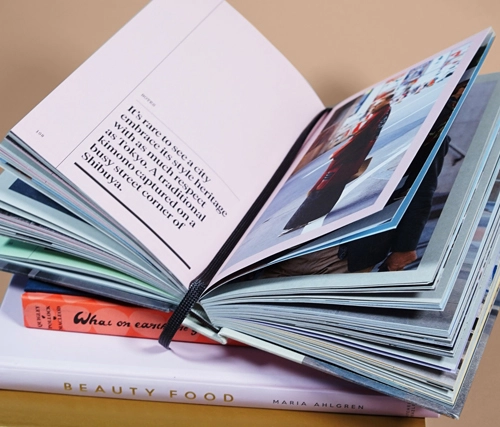 It's rare to see a city
embrace its style heritage
with as much respect
as Tokyo. A traditional
kimono captured on a
busy street corner of
Shibuya.
What on earth
BEAUTY FOOD
MARIA AHLGREN